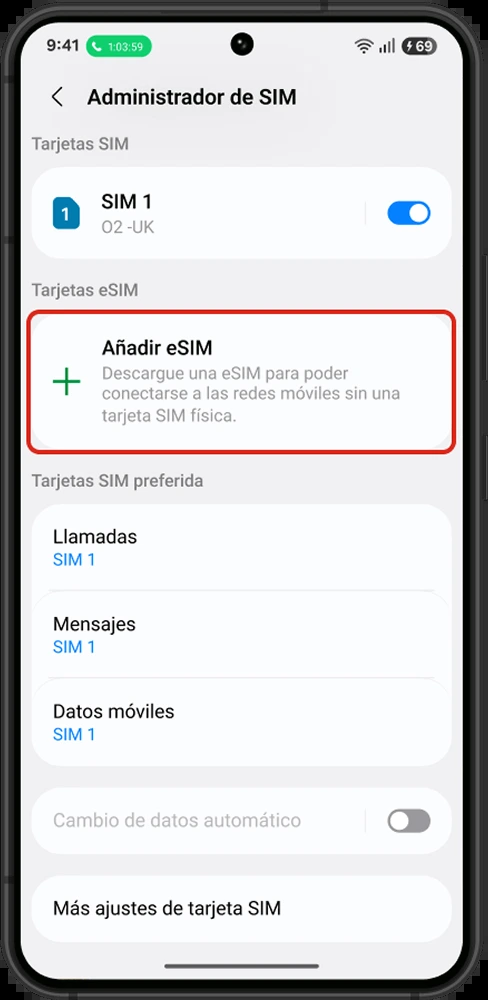 9:41 1:03:59 69
Administrador de SIM
Tarjetas SIM
1 SIM 1
O2 -UK
Tarjetas eSIM
Añadir eSIM
Descargue una eSIM para poder
conectarse a las redes móviles sin una
tarjeta SIM física.
Tarjetas SIM preferida
Llamadas
SIM 1
Mensajes
SIM 1
Datos móviles
SIM 1
Cambio de datos automático
Más ajustes de tarjeta SIM